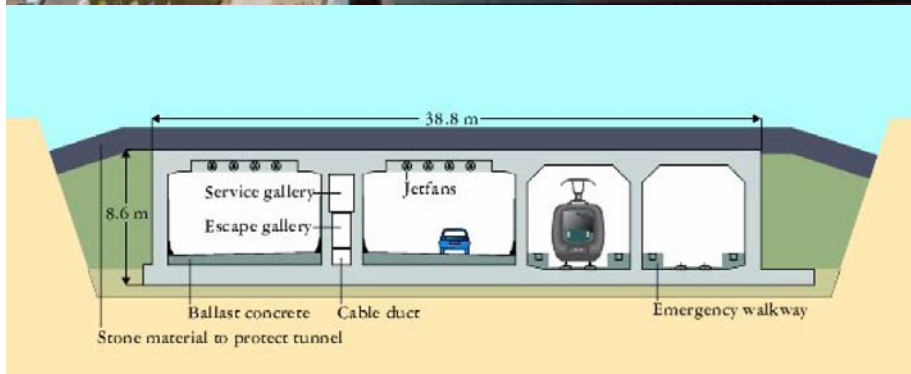 38.8 m
8.6 m
Service gallery
Jetfans
Escape gallery
Ballast concrete
Cable duct
Emergency walkway
Stone material to protect tunnel